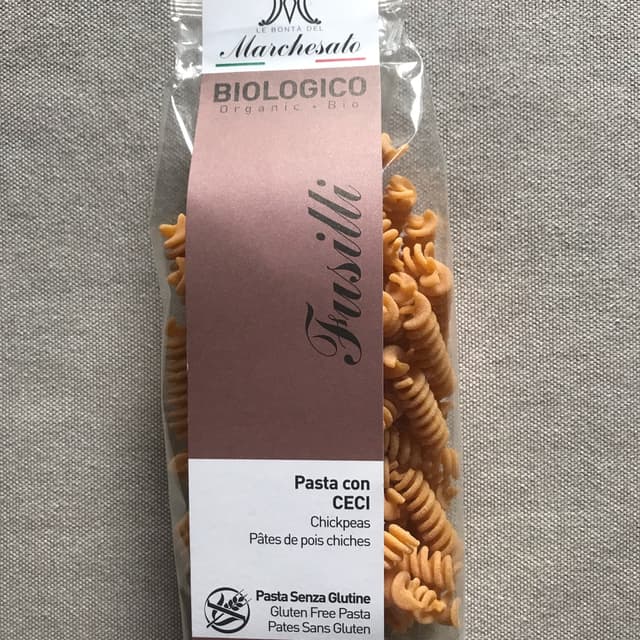 LE BONTÀ DEL
Marchesato
BIOLOGICO
Organic • Bio
Fusilli
Pasta con
CECI
Chickpeas
Pâtes de pois chiches
Pasta Senza Glutine
Gluten Free Pasta
Pates Sans Gluten